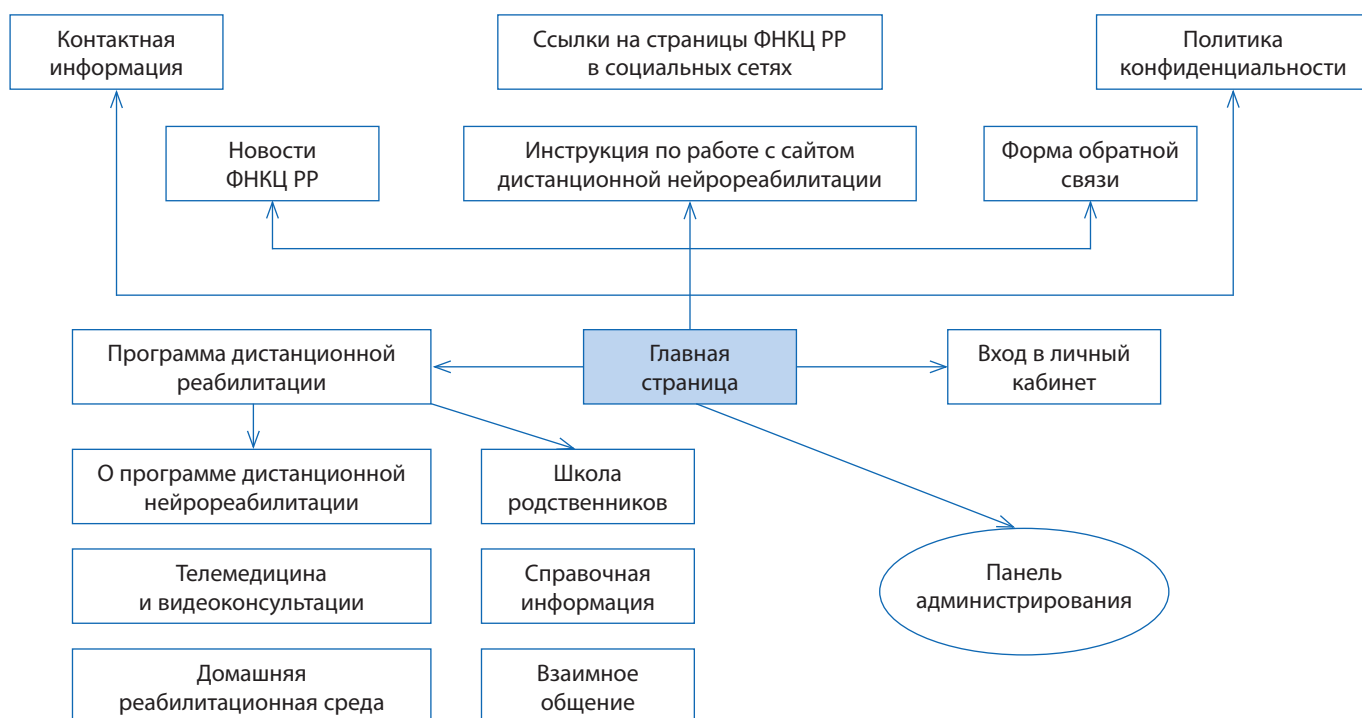 Контактная
информация
Ссылки на страницы ФНКЦ РР
в социальных сетях
Политика
конфиденциальности
Новости
ФНКЦ РР
Инструкция по работе с сайтом
дистанционной нейрореабилитации
Форма обратной
связи
Программа дистанционной
реабилитации
Главная
страница
Вход в личный
кабинет
О программе дистанционной
нейрореабилитации
Школа
родственников
Телемедицина
и видеоконсультации
Справочная
информация
Панель
администрирования
Домашняя
реабилитационная среда
Взаимное
общение